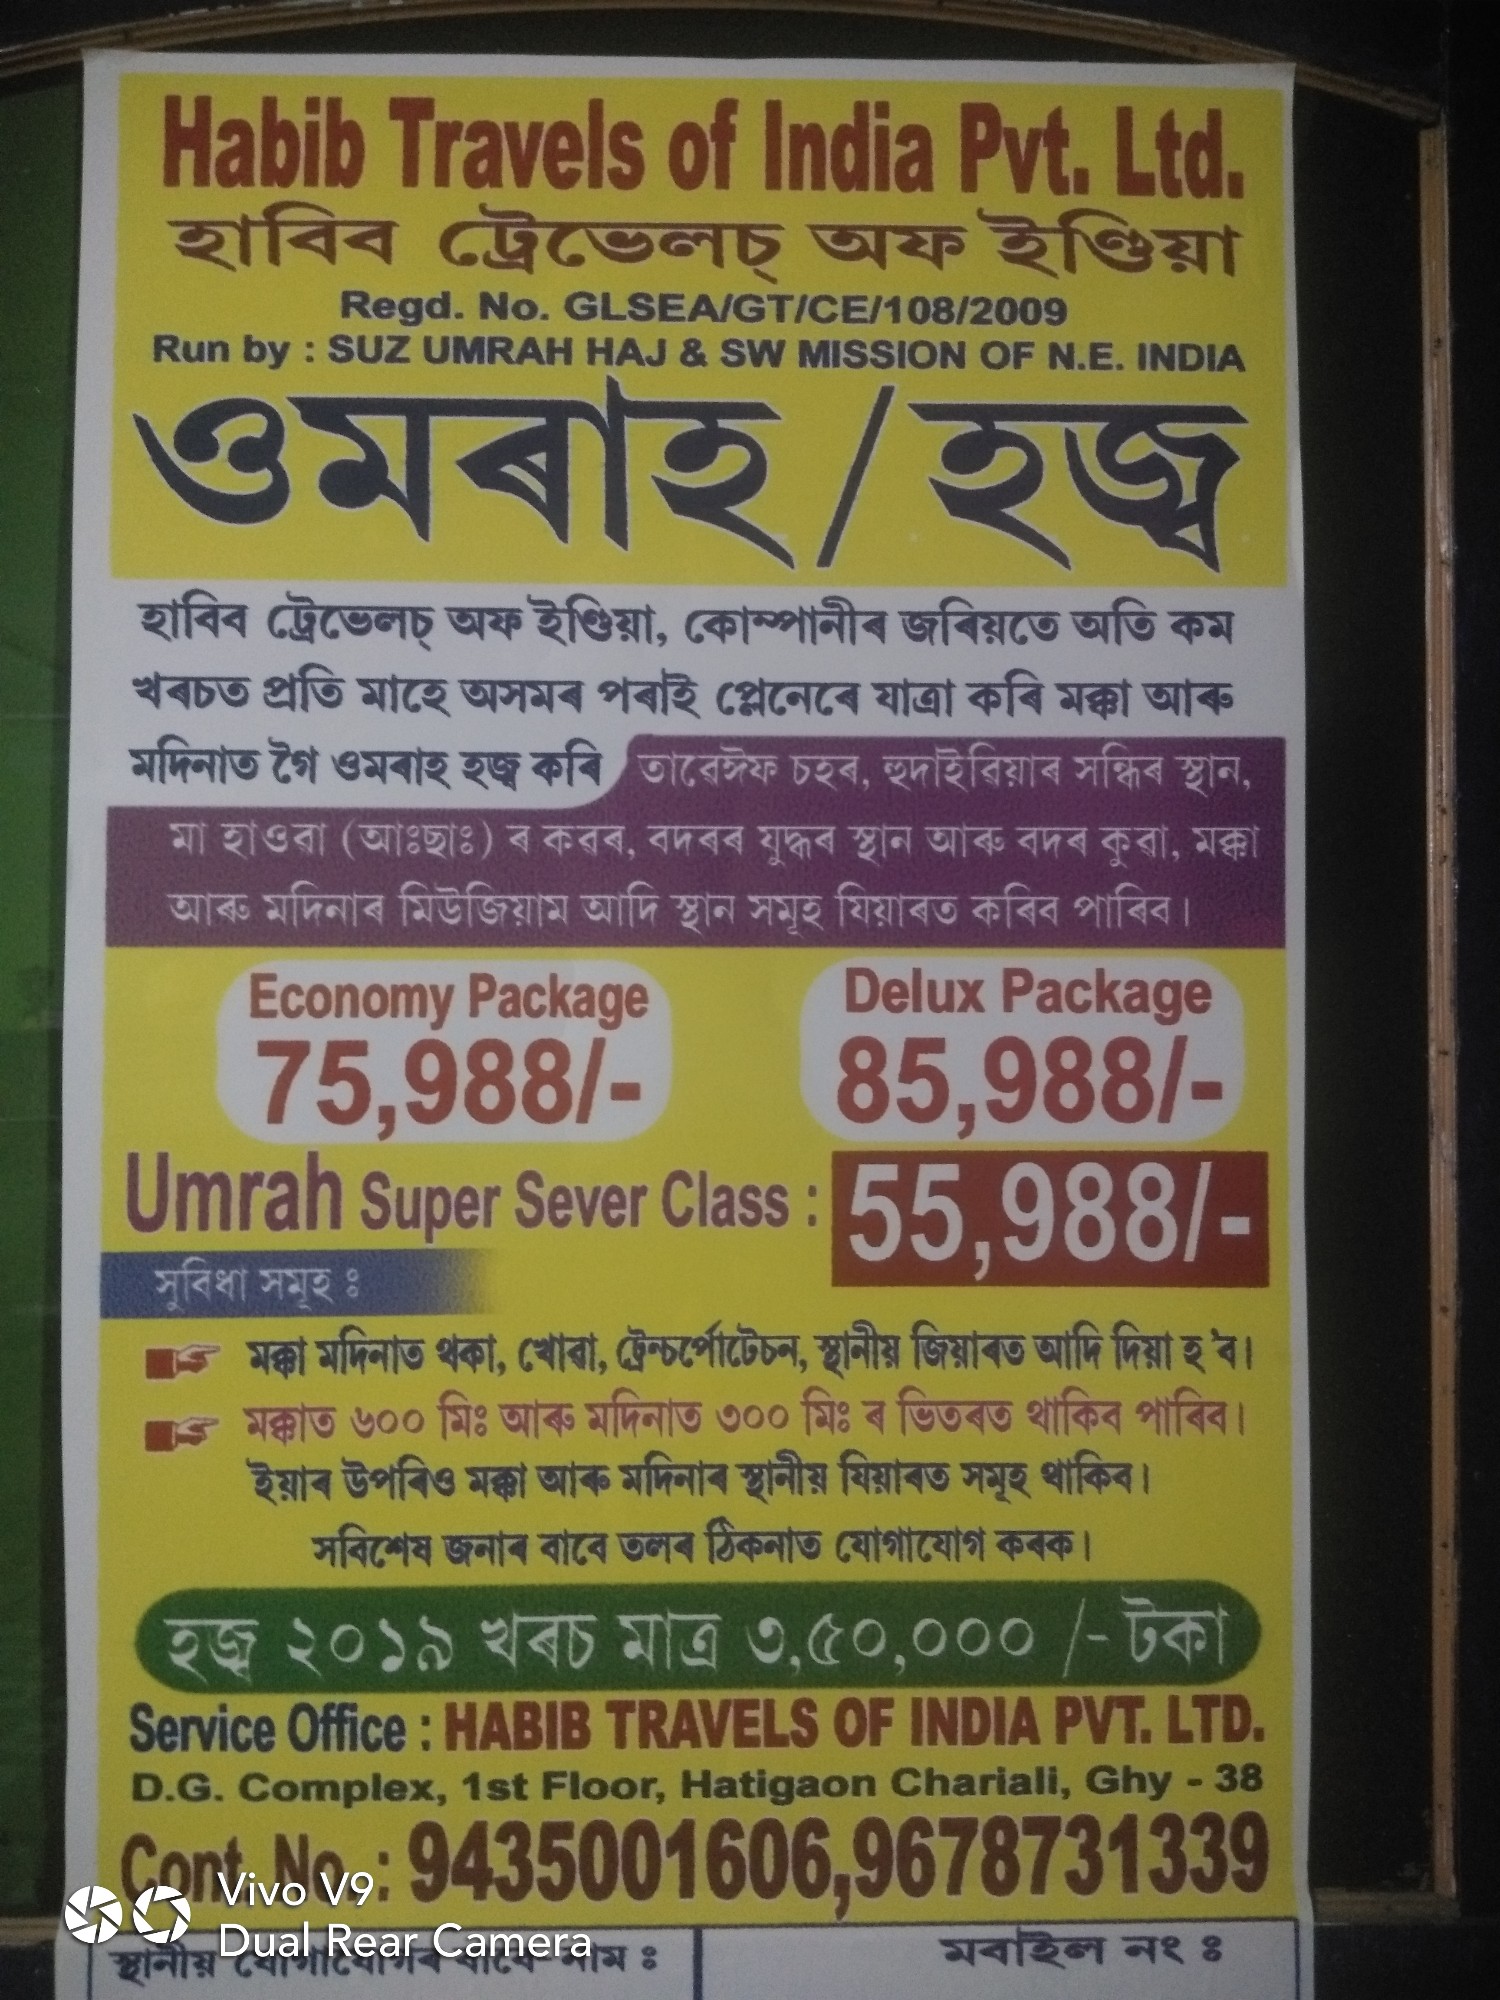 Habib Travels of India Pvt. Ltd.
হাবিব ট্ৰেভেলচ্ অফ ইণ্ডিয়া
Regd. No. GLSEA/GT/CE/108/2009
Run by : SUZ UMRAH HAJ & SW MISSION OF N.E. INDIA
ওমৰাহ / হজ্ব
হাবিব ট্ৰেভেলচ্ অফ ইণ্ডিয়া, কোম্পানীৰ জৰিয়তে অতি কম
খৰচত প্ৰতি মাহে অসমৰ পৰাই প্লেনেৰে যাত্ৰা কৰি মক্কা আৰু
মদিনাত গৈ ওমৰাহ হজ্ব কৰি তাৱেঈফ চহৰ, হুদাইৱিয়াৰ সন্ধিৰ স্থান,
মা হাওৱা (আঃছাঃ) ৰ কবৰ, বদৰৰ যুদ্ধৰ স্থান আৰু বদৰ কুৱা, মক্কা
আৰু মদিনাৰ মিউজিয়াম আদি স্থান সমূহ যিয়াৰত কৰিব পাৰিব।
Economy Package Delux Package
75,988/- 85,988/-
Umrah Super Sever Class : 55,988/-
সুবিধা সমূহ ঃ
মক্কা মদিনাত থকা, খোৱা, ট্ৰেন্চৰ্পোটেচন, স্থানীয় জিয়াৰত আদি দিয়া হ'ব।
মক্কাত ৬০০ মিঃ আৰু মদিনাত ৩০০ মিঃ ৰ ভিতৰত থাকিব পাৰিব।
ইয়াৰ উপৰিও মক্কা আৰু মদিনাৰ স্থানীয় যিয়াৰত সমূহ থাকিব।
সবিশেষ জনাৰ বাবে তলৰ ঠিকনাত যোগাযোগ কৰক।
হজ্ব ২০১৯ খৰচ মাত্ৰ ৩,৫০,০০০ /- টকা
Service Office : HABIB TRAVELS OF INDIA PVT. LTD.
D.G. Complex, 1st Floor, Hatigaon Chariali, Ghy - 38
Cont. No. : 9435001606,9678731339
Vivo V9
Dual Rear Camera
স্থানীয় যোগাযোগৰ বাবে নাম ঃ মবাইল নং ঃ